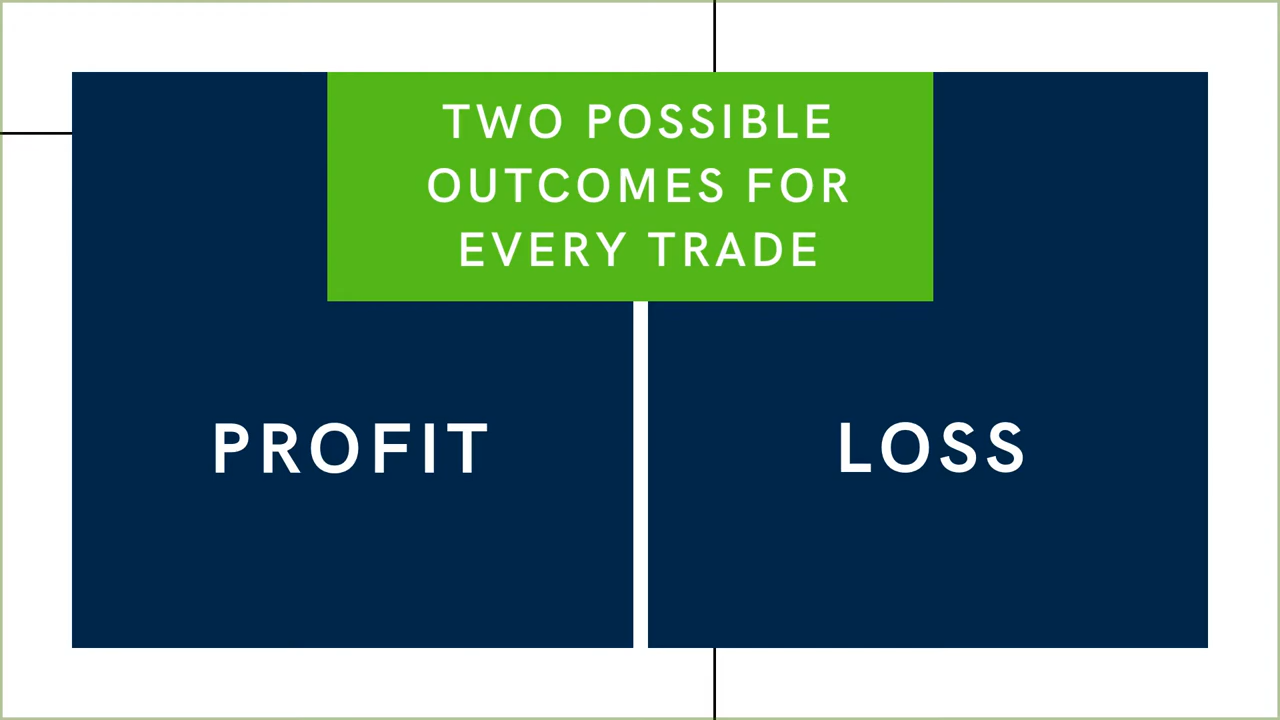 TWO POSSIBLE
OUTCOMES FOR
EVERY TRADE
PROFIT
LOSS